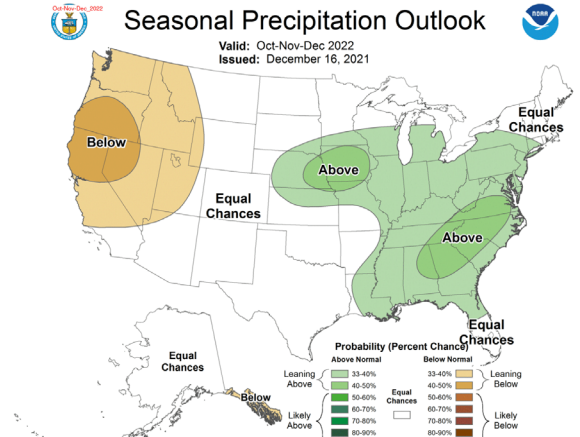 Oct-Nov-Dec_2022
Seasonal Precipitation Outlook
NOAA
Valid: Oct-Nov-Dec 2022
Issued: December 16, 2021
Equal
Chances
Below
Above
Equal
Chances
Above
Equal
Chances
Equal
Chances
Below
Probability (Percent Chance)
Above Normal
Below Normal
Leaning
Above
33-40%
40-50%
33-40%
40-50%
Leaning
Below
Equal
Chances
Likely
Above
50-60%
60-70%
70-80%
80-90%
50-60%
60-70%
70-80%
80-90%
Likely
Below